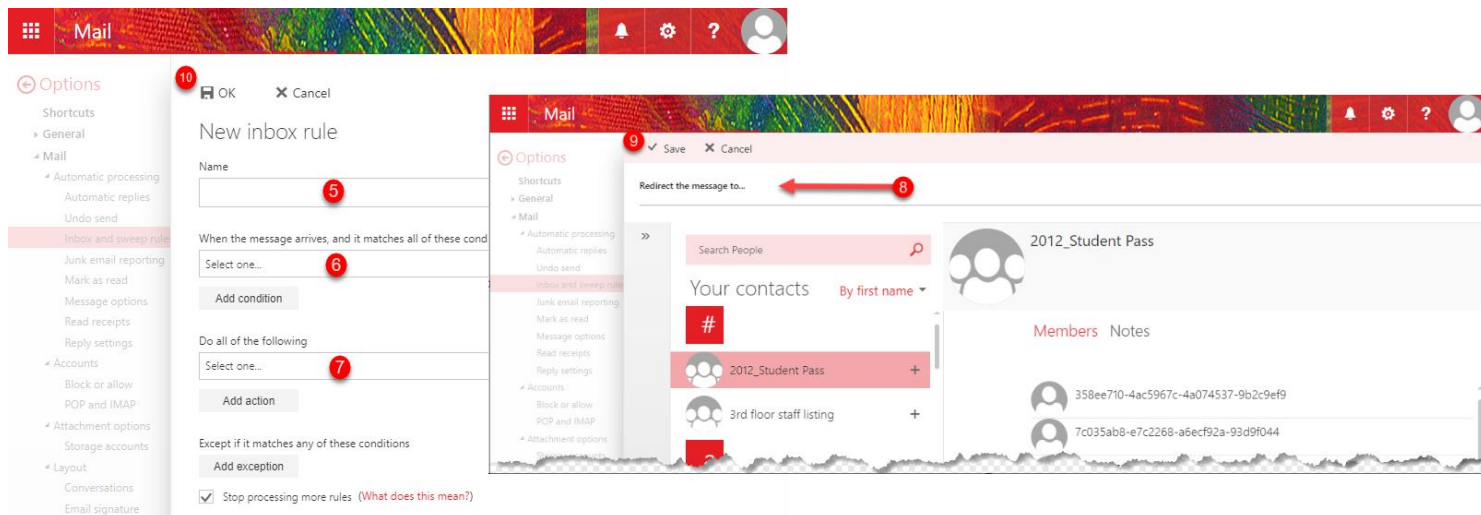 Mail
?
Options
Shortcuts
General
Mail
Automatic processing
Automatic replies
Undo send
Inbox and sweep rule
Junk email reporting
Mark as read
Message options
Read receipts
Reply settings
Accounts
Block or allow
POP and IMAP
Attachment options
Storage accounts
Layout
Conversations
Email signature
10
OK Cancel
New inbox rule
Name
5
When the message arrives, and it matches all of these cond
Select one... 6
Add condition
Do all of the following
Select one... 7
Add action
Except if it matches any of these conditions
Add exception
Stop processing more rules (What does this mean?)
Mail
?
Options
Shortcuts
General
Mail
Automatic processing
Automatic replies
Undo send
Inbox and sweep rule
Junk email reporting
Mark as read
Message options
Read receipts
Reply settings
Accounts
Block or allow
POP and IMAP
Attachment options
9 Save Cancel
Redirect the message to... 8
»
Search People
Your contacts By first name
#
2012_Student Pass +
3rd floor staff listing +
2012_Student Pass
Members Notes
358ee710-4ac5967c-4a074537-9b2c9ef9
7c035ab8-e7c2268-a6ecf92a-93d9f044